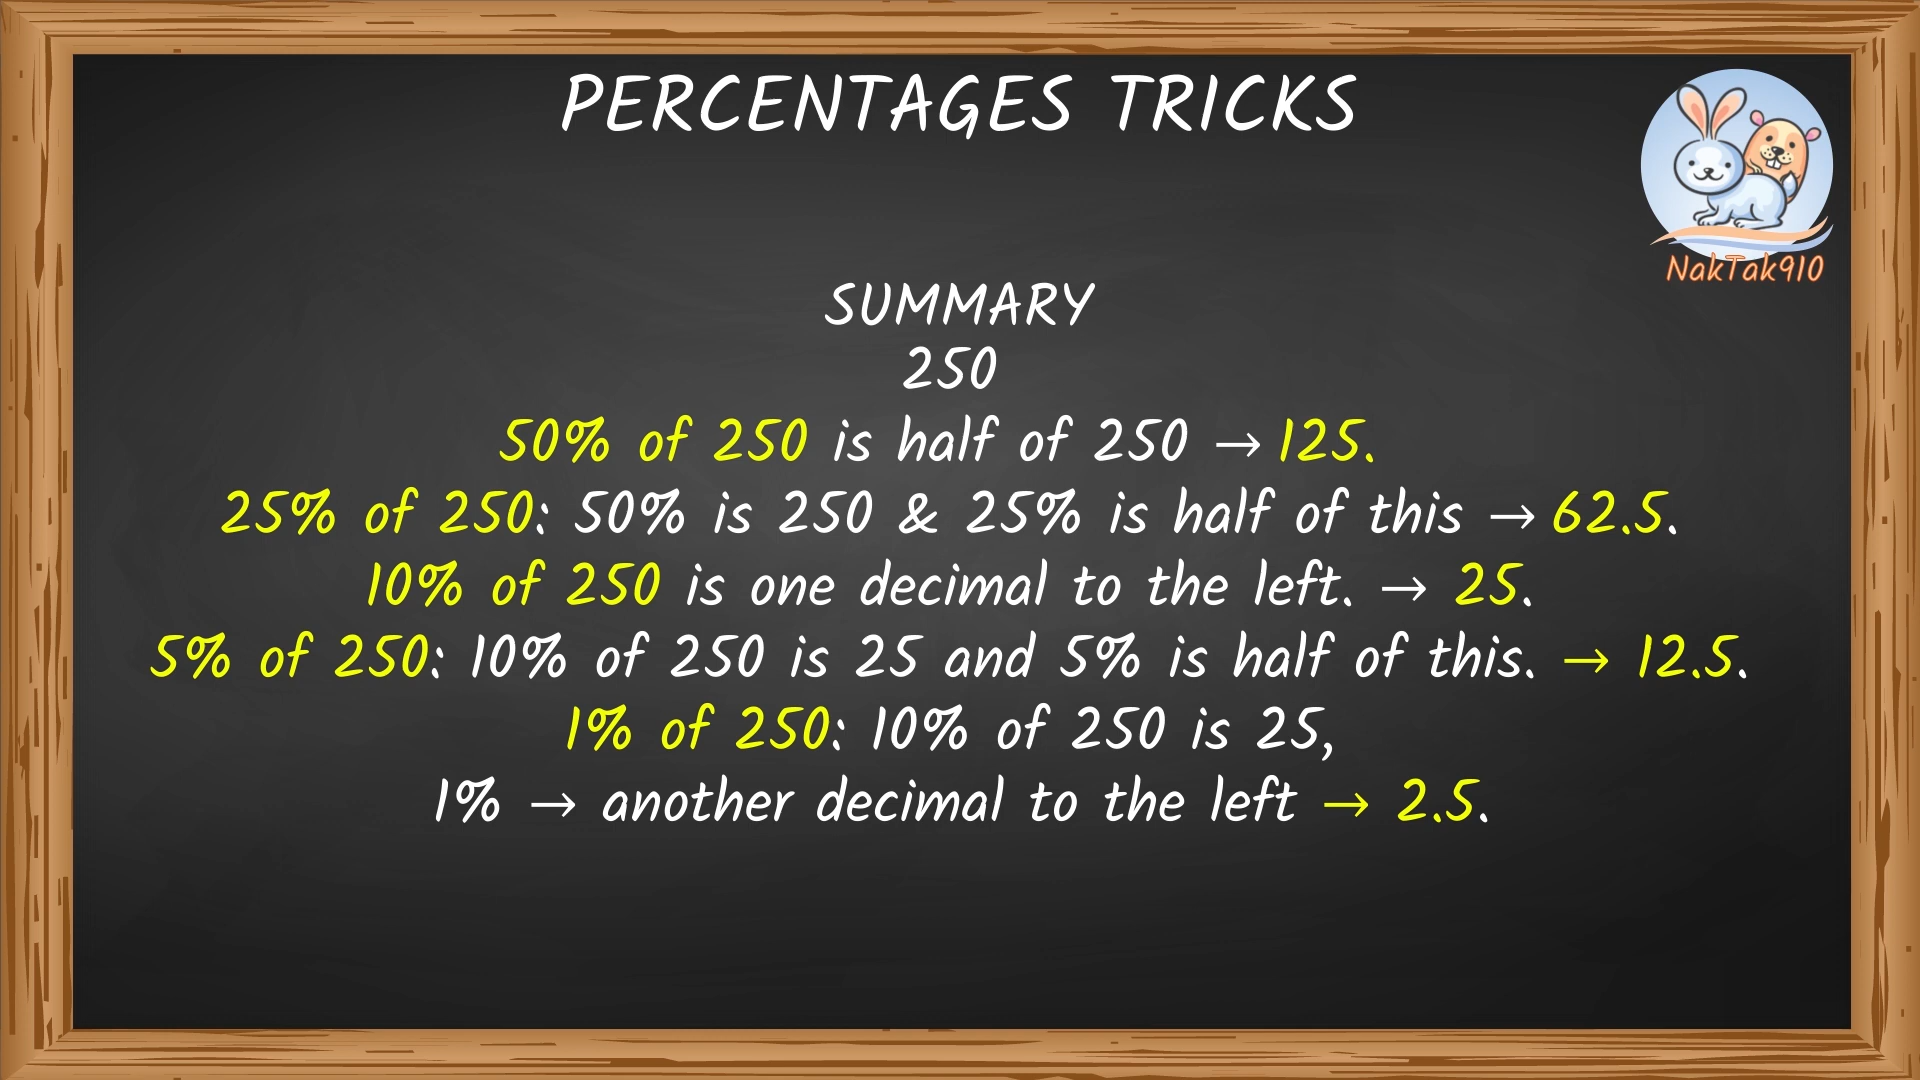 PERCENTAGES TRICKS
NakTak910
SUMMARY
250
50% of 250 is half of 250 → 125.
25% of 250: 50% is 250 & 25% is half of this → 62.5.
10% of 250 is one decimal to the left. → 25.
5% of 250: 10% of 250 is 25 and 5% is half of this. → 12.5.
1% of 250: 10% of 250 is 25,
1% → another decimal to the left → 2.5.